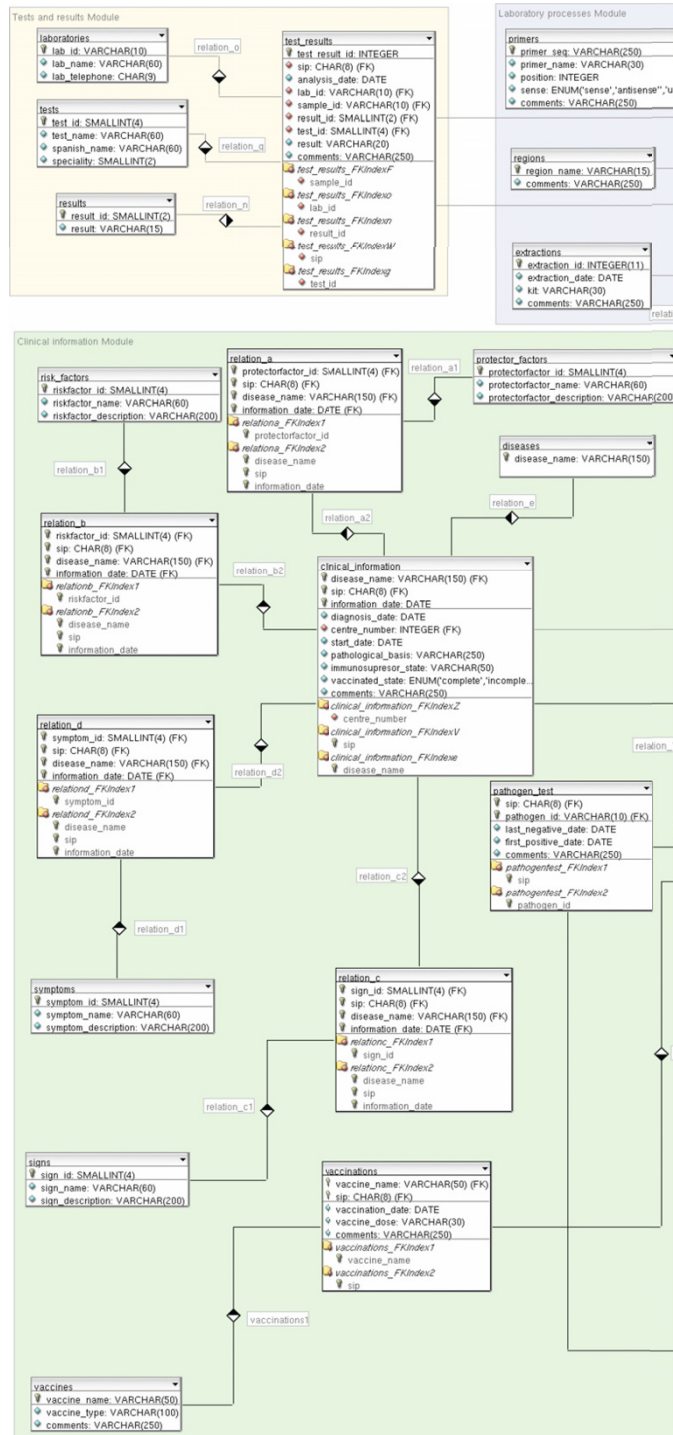 Tests and results Module
laboratories
lab_id: VARCHAR(10)
lab_name: VARCHAR(60)
lab_telephone: CHAR(9)
relation_o
tests
test_id: SMALLINT(4)
test_name: VARCHAR(60)
spanish_name: VARCHAR(60)
speciality: SMALLINT(2)
relation_q
results
result_id: SMALLINT(2)
result: VARCHAR(15)
relation_n
test_results
test_result_id: INTEGER
sip: CHAR(8) (FK)
analysis_date: DATE
lab_id: VARCHAR(10) (FK)
sample_id: VARCHAR(10) (FK)
result_id: SMALLINT(2) (FK)
test_id: SMALLINT(4) (FK)
result: VARCHAR(20)
comments: VARCHAR(250)
test_results_FKIndexF
sample_id
test_results_FKIndexo
lab_id
test_results_FKIndexn
result_id
test_results_FKIndexW
sip
test_results_FKIndexg
test_id
Laboratory processes Module
primers
primer_seq: VARCHAR(250)
primer_name: VARCHAR(30)
position: INTEGER
sense: ENUM('sense','antisense','u
comments: VARCHAR(250)
regions
region_name: VARCHAR(15)
comments: VARCHAR(250)
extractions
extraction_id: INTEGER(11)
extraction_date: DATE
kit: VARCHAR(30)
comments: VARCHAR(250)
relati
Clinical information Module
risk_factors
riskfactor_id: SMALLINT(4)
riskfactor_name: VARCHAR(60)
riskfactor_description: VARCHAR(200)
relation_b1
relation_a
protectorfactor_id: SMALLINT(4) (FK)
sip: CHAR(8) (FK)
disease_name: VARCHAR(150) (FK)
information_date: DATE (FK)
relationa_FKIndex1
protectorfactor_id
relationa_FKIndex2
disease_name
sip
information_date
relation_a1
protector_factors
protectorfactor_id: SMALLINT(4)
protectorfactor_name: VARCHAR(60)
protectorfactor_description: VARCHAR(200
diseases
disease_name: VARCHAR(150)
relation_e
relation_a2
relation_b
riskfactor_id: SMALLINT(4) (FK)
sip: CHAR(8) (FK)
disease_name: VARCHAR(150) (FK)
information_date: DATE (FK)
relationb_FKIndex1
riskfactor_id
relationb_FKIndex2
disease_name
sip
information_date
relation_b2
clnical_information
disease_name: VARCHAR(150) (FK)
sip: CHAR(8) (FK)
information_date: DATE
diagnosis_date: DATE
centre_number: INTEGER (FK)
start_date: DATE
pathological_basis: VARCHAR(250)
immunosupresor_state: VARCHAR(50)
vaccinated_state: ENUM('complete','incomple...
comments: VARCHAR(250)
clinical_information_FKIndexZ
centre_number
clinical_information_FKIndexV
sip
clinical_information_FKIndexe
disease_name
relation_d
symptom_id: SMALLINT(4) (FK)
sip: CHAR(8) (FK)
disease_name: VARCHAR(150) (FK)
information_date: DATE (FK)
relationd_FKIndex1
symptom_id
relationd_FKIndex2
disease_name
sip
information_date
relation_d2
relation_
pathogen_test
sip: CHAR(8) (FK)
pathogen_id: VARCHAR(10) (FK)
last_negative_date: DATE
first_positive_date: DATE
comments: VARCHAR(250)
pathogentest_FKIndex1
sip
pathogentest_FKIndex2
pathogen_id
relation_c2
relation_d1
symptoms
symptom_id: SMALLINT(4)
symptom_name: VARCHAR(60)
symptom_description: VARCHAR(200)
relation_c
sign_id: SMALLINT(4) (FK)
sip: CHAR(8) (FK)
disease_name: VARCHAR(150) (FK)
information_date: DATE (FK)
relationc_FKIndex1
sign_id
relationc_FKIndex2
disease_name
sip
information_date
relation_c1
signs
sign_id: SMALLINT(4)
sign_name: VARCHAR(60)
sign_description: VARCHAR(200)
vaccinations
vaccine_name: VARCHAR(50) (FK)
sip: CHAR(8) (FK)
vaccination_date: DATE
vaccine_dose: VARCHAR(30)
comments: VARCHAR(250)
vaccinations_FKIndex1
vaccine_name
vaccinations_FKIndex2
sip
vaccinations1
vaccines
vaccine_name: VARCHAR(50)
vaccine_type: VARCHAR(100)
comments: VARCHAR(250)